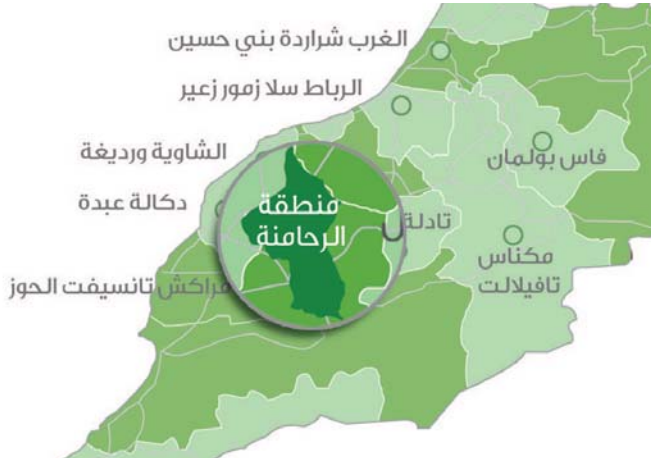 الغرب شراردة بني حسين
الرباط سلا زمور زعير
الشاوية ورديغة
فاس بولمان
دكالة عبدة
منطقة
الرحامنة
تادلة
مكناس
تافيلالت
مراكش تانسيفت الحوز